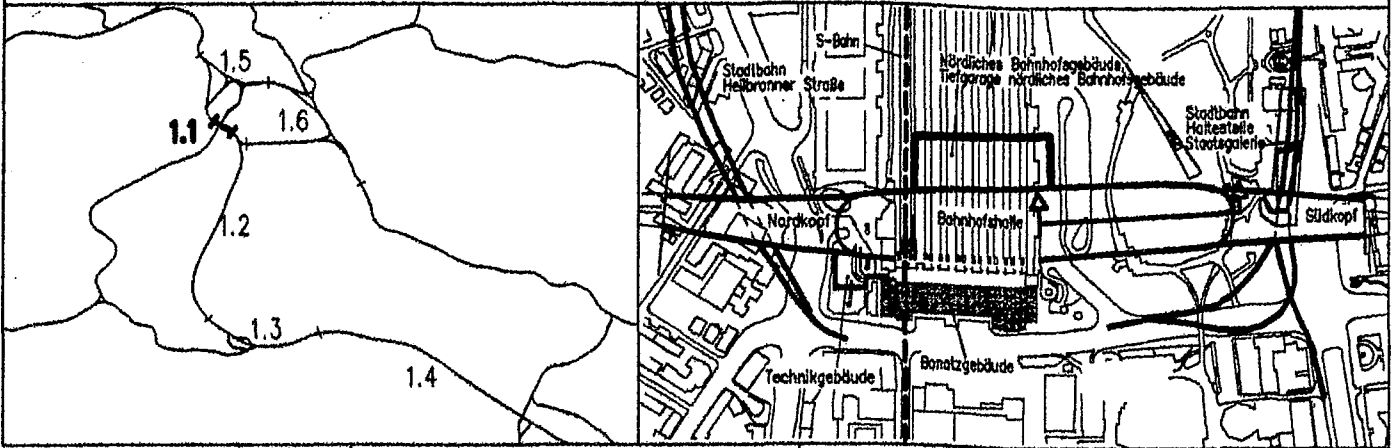 1.5
1.1
1.6
1.2
1.3
1.4
S-Bahn
Nördliches Bahnhofsgebäude
Tiefgarage nördliches Bahnhofsgebäude
Stadtbahn
Heilbronner Straße
Stadtbahn
Haltestelle
Staatsgalerie
Nordkopf
Bahnhofshalle
Südkopf
Technikgebäude
Bonatzgebäude